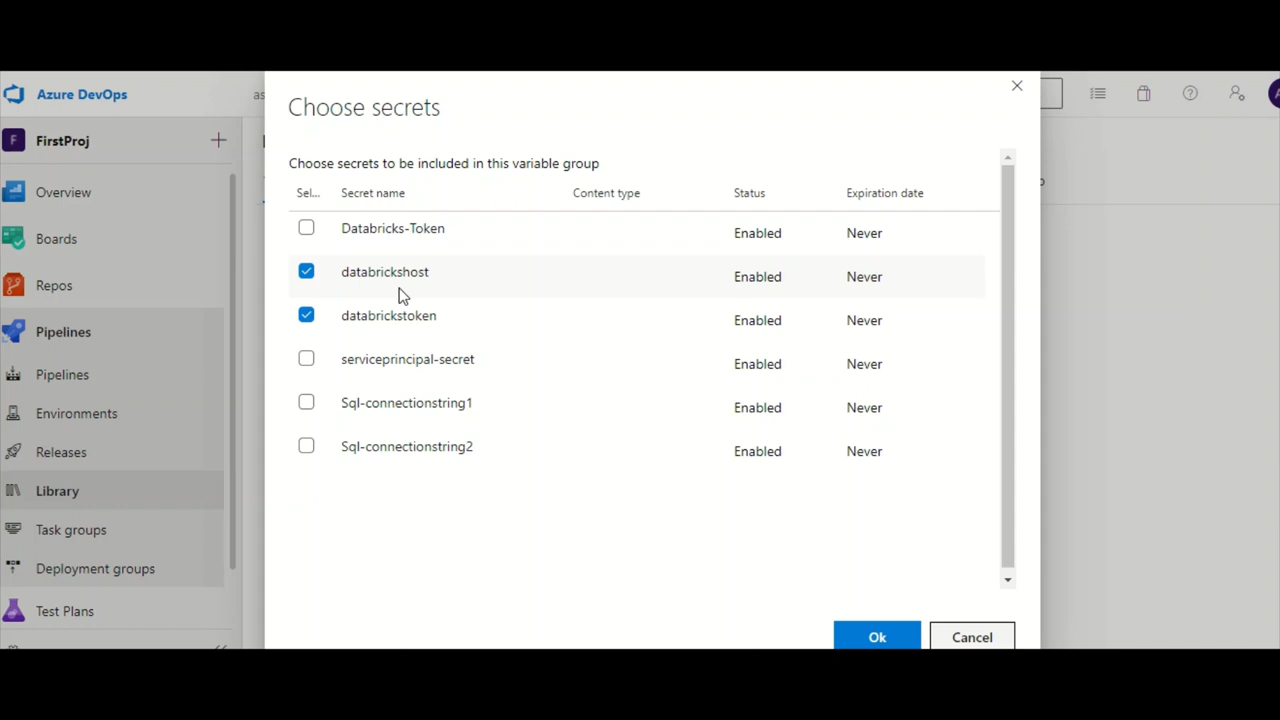 Azure DevOps
as
F
FirstProj
Overview
Boards
Repos
Pipelines
Pipelines
Environments
Releases
Library
Task groups
Deployment groups
Test Plans
Choose secrets
Choose secrets to be included in this variable group
Sel... Secret name Content type Status Expiration date
Databricks-Token Enabled Never
databrickshost Enabled Never
databrickstoken Enabled Never
serviceprincipal-secret Enabled Never
Sql-connectionstring1 Enabled Never
Sql-connectionstring2 Enabled Never
Ok Cancel